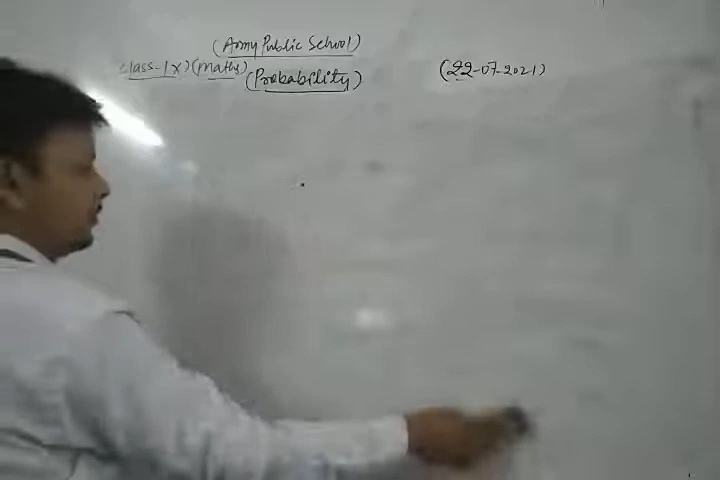 (Army Public School)
Class-IX) (Maths) (Probability) (22-07-2021)